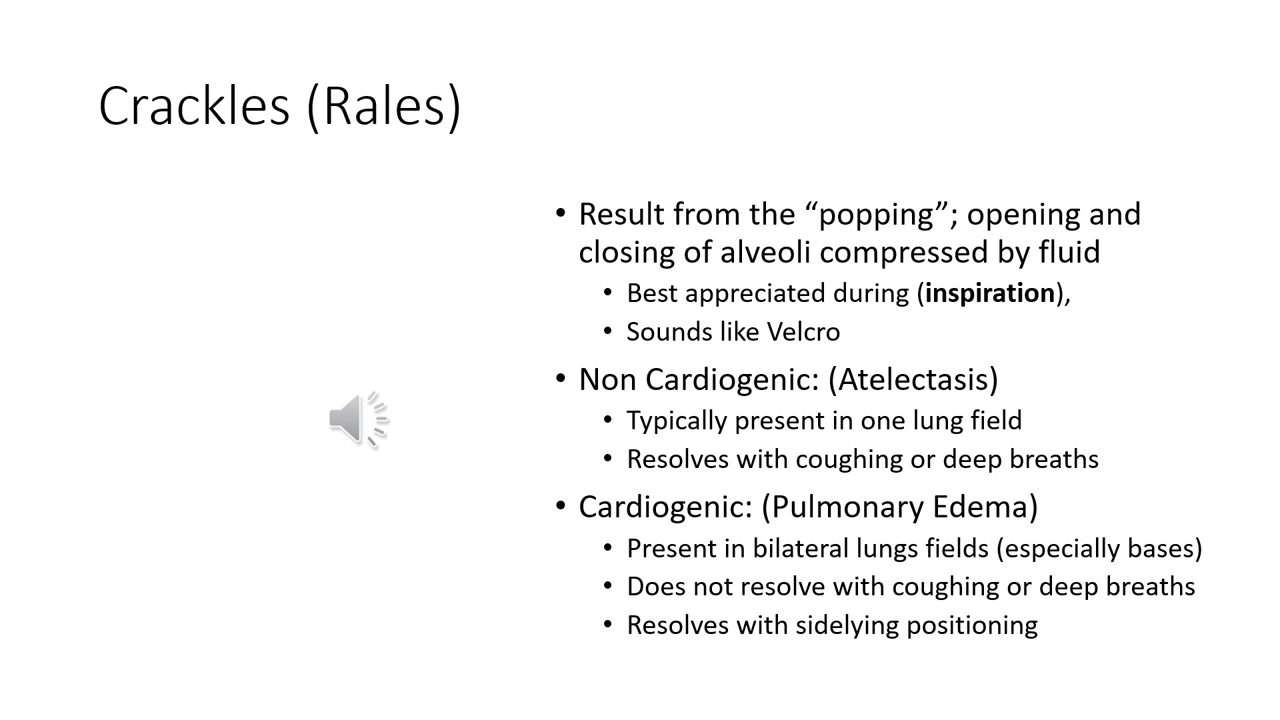 Crackles (Rales)
• Result from the “popping”; opening and
closing of alveoli compressed by fluid
• Best appreciated during (inspiration),
• Sounds like Velcro
• Non Cardiogenic: (Atelectasis)
• Typically present in one lung field
• Resolves with coughing or deep breaths
• Cardiogenic: (Pulmonary Edema)
• Present in bilateral lungs fields (especially bases)
• Does not resolve with coughing or deep breaths
• Resolves with sidelying positioning